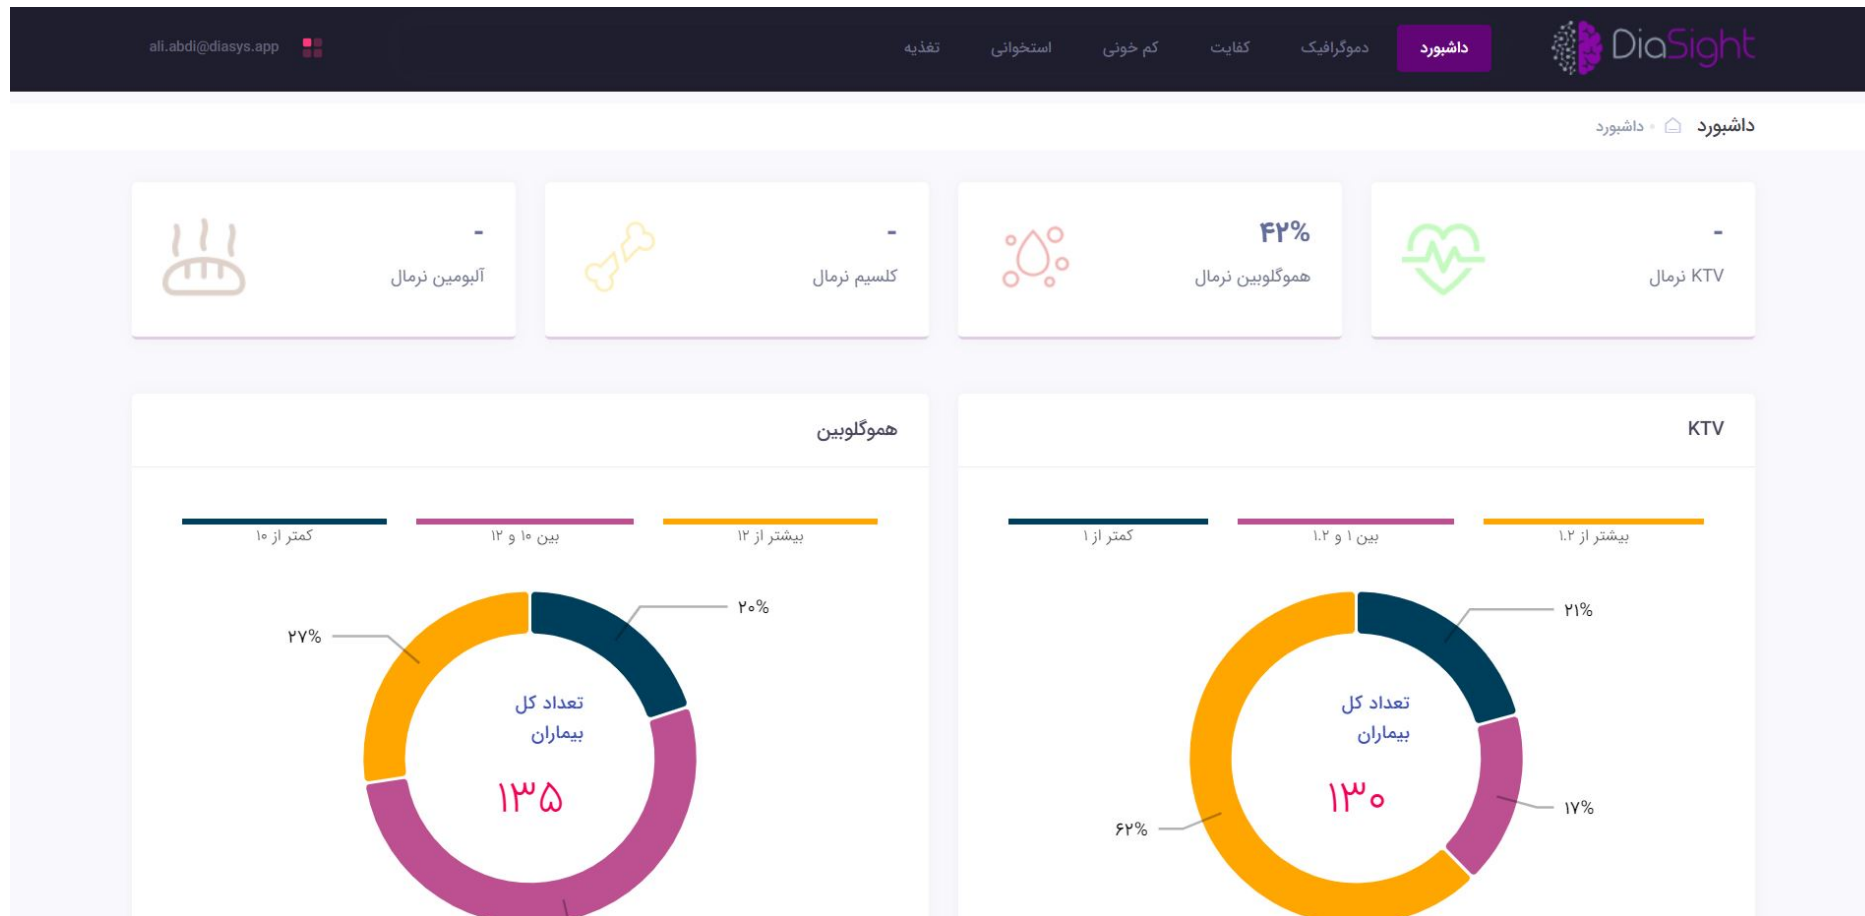 DiaSight
داشبورد
دموگرافیک
کفایت
کم خونی
استخوانی
تغذیه
ali.abdi@diasys.app
داشبورد
داشبورد
-
KTV نرمال
۴۲%
هموگلوبین نرمال
-
کلسیم نرمال
-
آلبومین نرمال
KTV
بیشتر از ۱.۲
بین ۱ و ۱.۲
کمتر از ۱
۲۱%
۱۷%
۶۲%
تعداد کل
بیماران
۱۳۰
هموگلوبین
بیشتر از ۱۲
بین ۱۰ و ۱۲
کمتر از ۱۰
۲۰%
۲۷%
تعداد کل
بیماران
۱۳۵